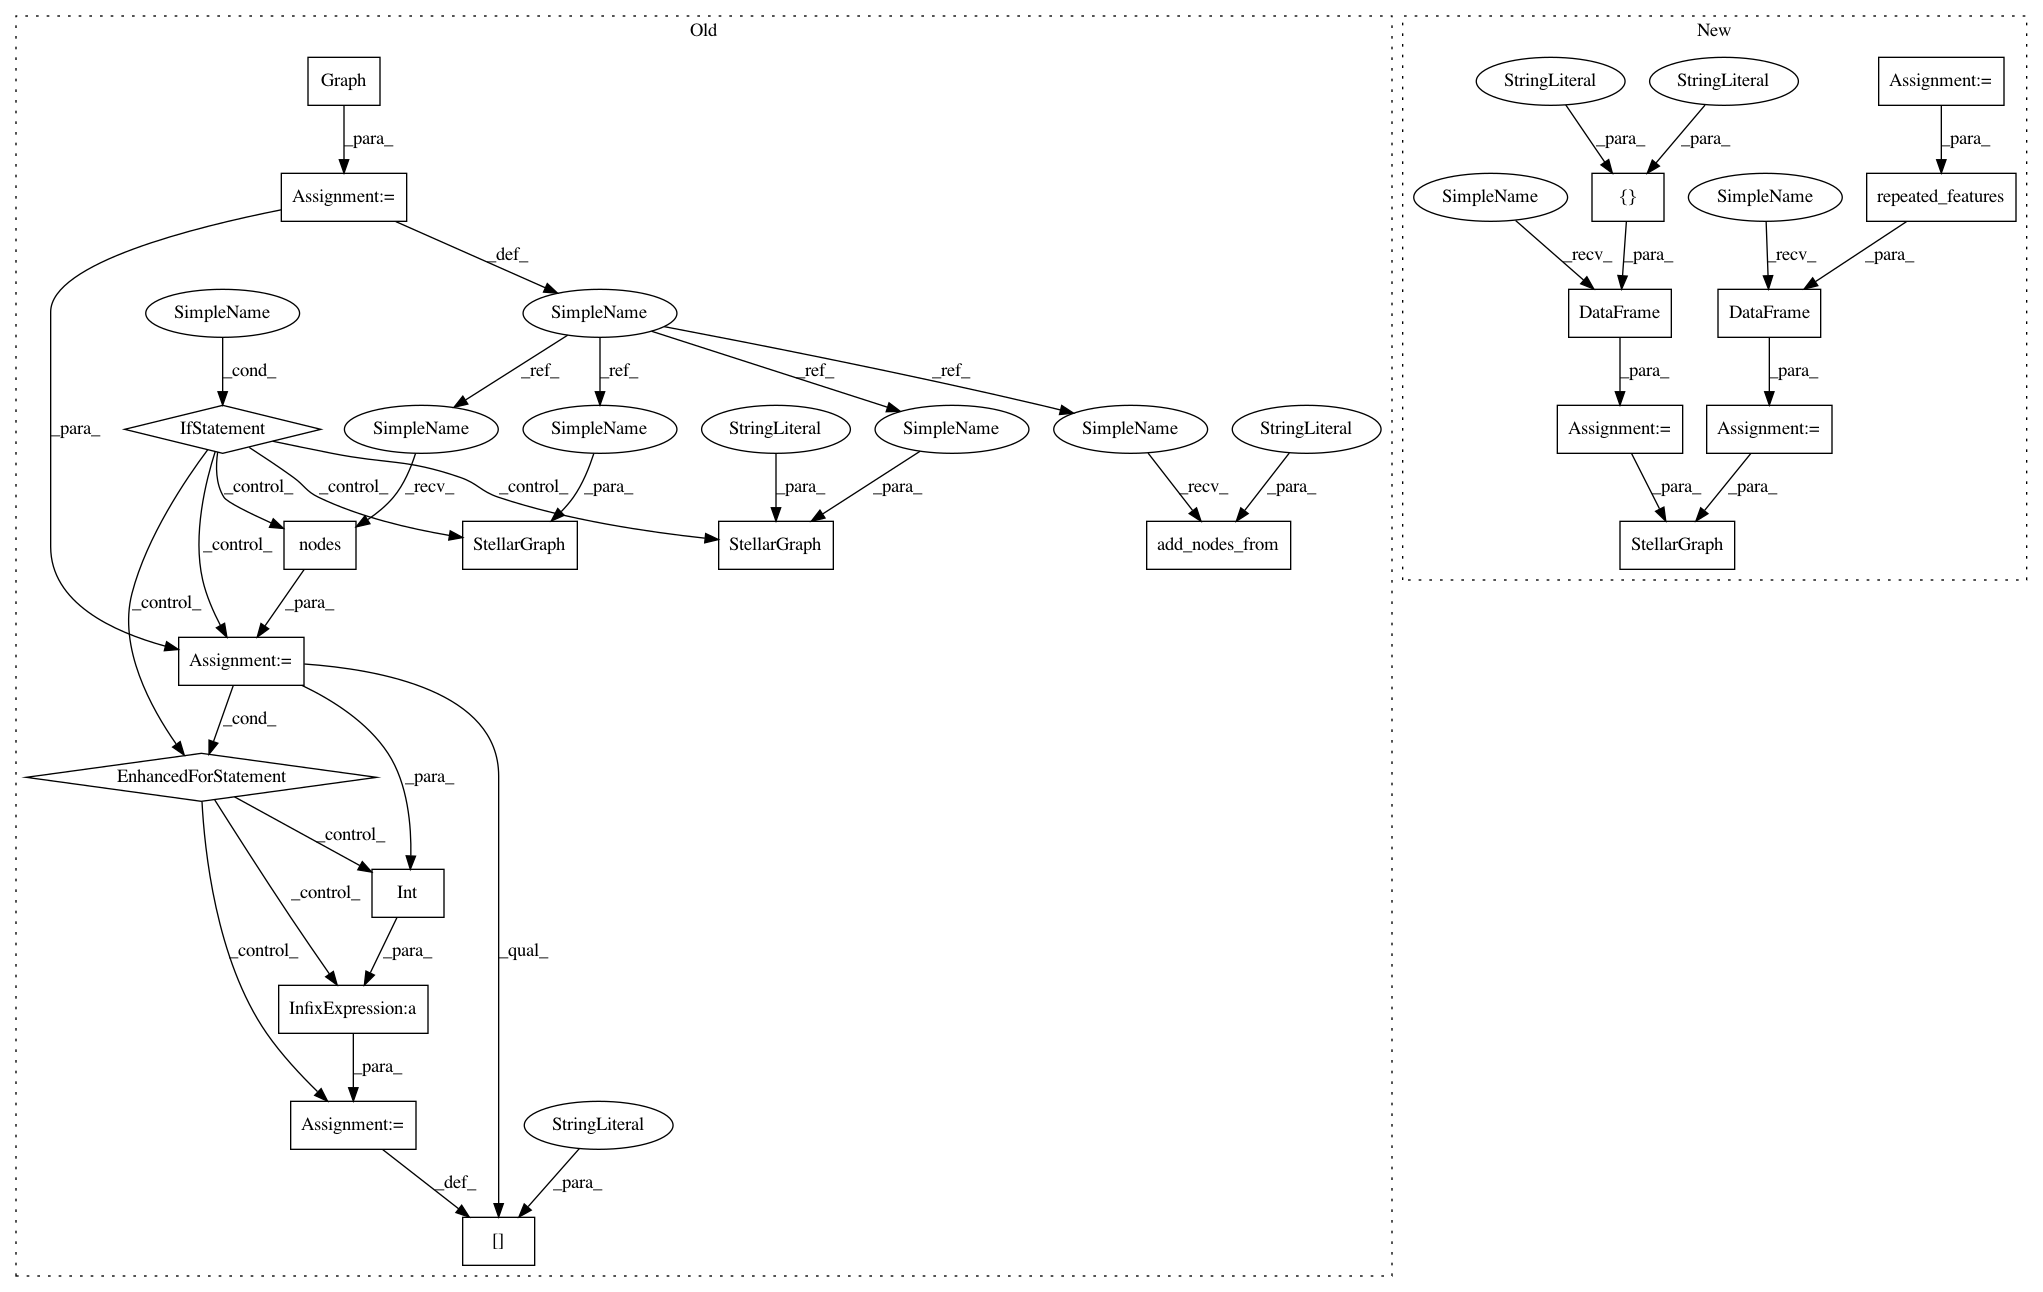 Old
New
Graph
StringLiteral
StringLiteral
Assignment:=
_para_
_para_
_para_
_para_
Assignment:=
SimpleName
{}
SimpleName
repeated_features
_def_
_recv_
_para_
_recv_
_para_
SimpleName
SimpleName
DataFrame
DataFrame
_cond_
_ref_
_ref_
_ref_
_ref_
_para_
_para_
_para_
IfStatement
SimpleName
SimpleName
StringLiteral
SimpleName
SimpleName
StringLiteral
Assignment:=
Assignment:=
_control_
_control_
_recv_
_control_
_para_
_para_
_para_
_recv_
_para_
_para_
_para_
nodes
StellarGraph
StellarGraph
add_nodes_from
StellarGraph
_control_
_control_
_para_
Assignment:=
_cond_
EnhancedForStatement
_para_
_control_
Int
_control_
_control_
_para_
_qual_
InfixExpression:a
_para_
Assignment:=
StringLiteral
_def_
_para_
[]